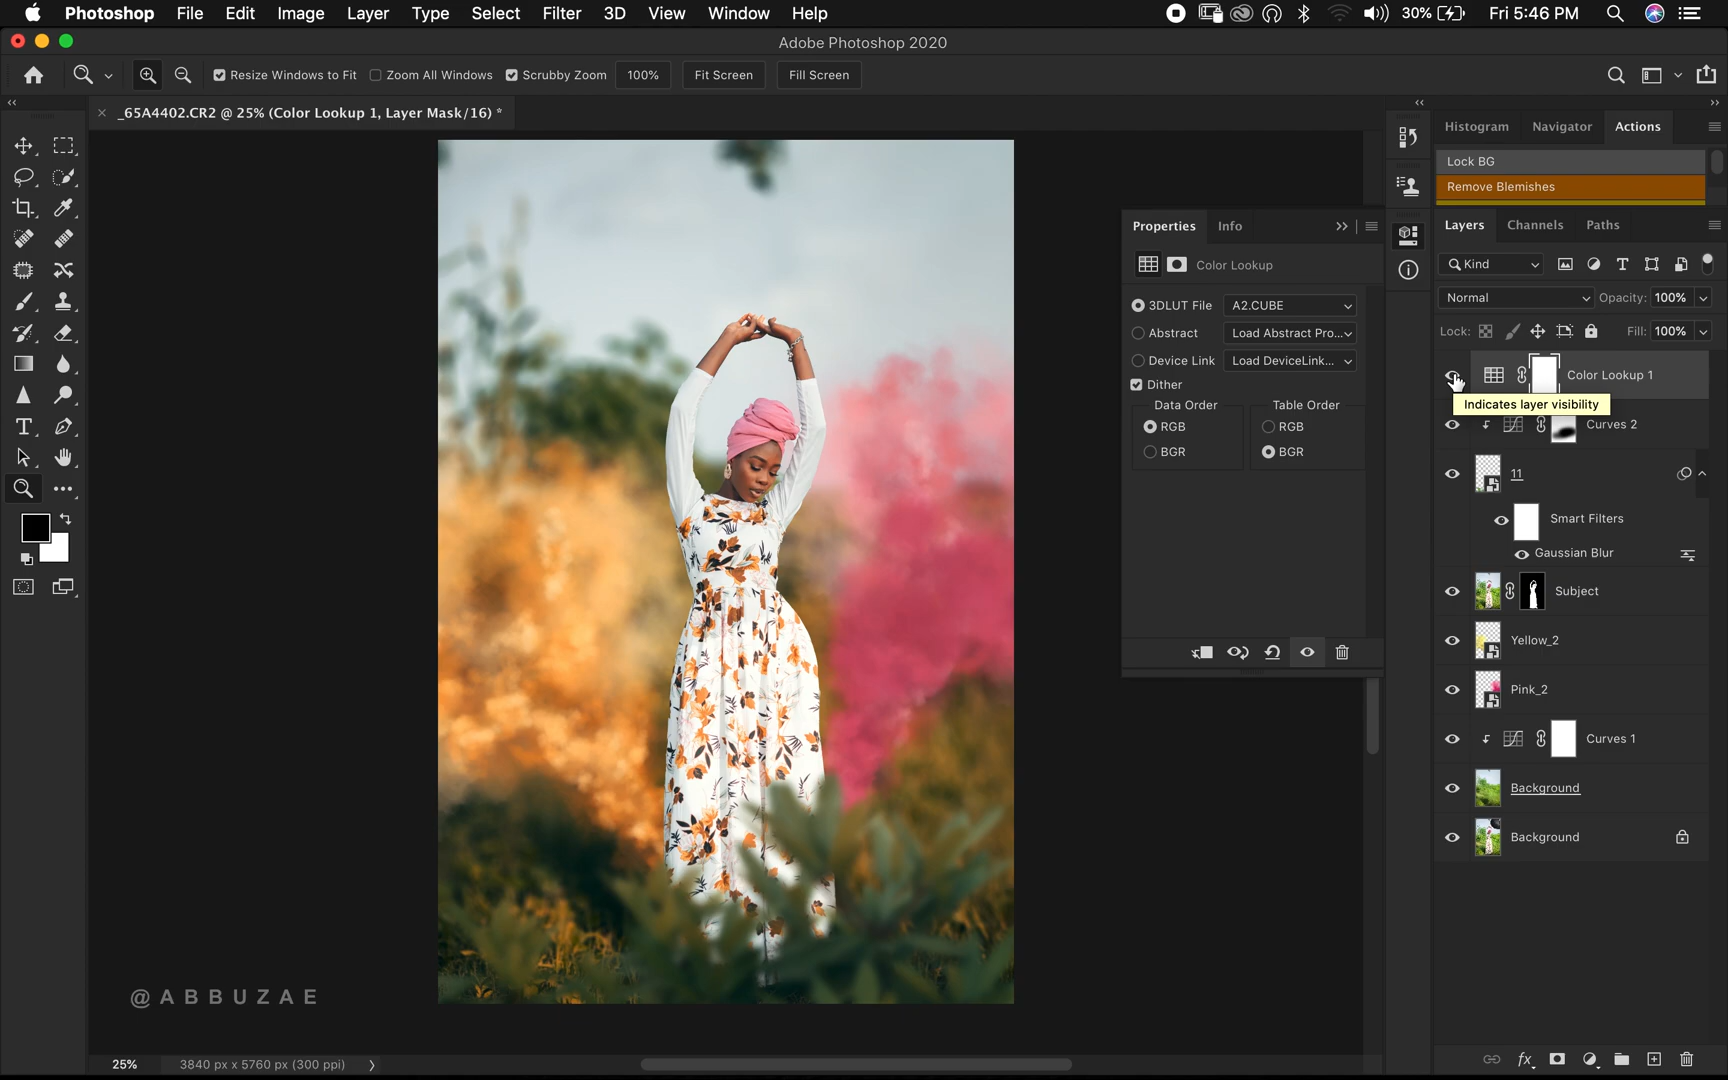 Photoshop File Edit Image Layer Type Select Filter 3D View Window Help 30% Fri 5:46 PM
Adobe Photoshop 2020
Resize Windows to Fit Zoom All Windows Scrubby Zoom 100% Fit Screen Fill Screen
_65A4402.CR2 @ 25% (Color Lookup 1, Layer Mask/16) *
Histogram Navigator Actions
Lock BG
Remove Blemishes
Properties Info
Color Lookup
3DLUT File A2.CUBE
Abstract Load Abstract Pro...
Device Link Load DeviceLink...
Dither
Data Order Table Order
RGB RGB
BGR BGR
Layers Channels Paths
Kind
Normal Opacity: 100%
Lock: Fill: 100%
Color Lookup 1
Indicates layer visibility
Curves 2
11
Smart Filters
Gaussian Blur
Subject
Yellow_2
Pink_2
Curves 1
Background
Background
@ABBUZAE
25% 3840 px x 5760 px (300 ppi)